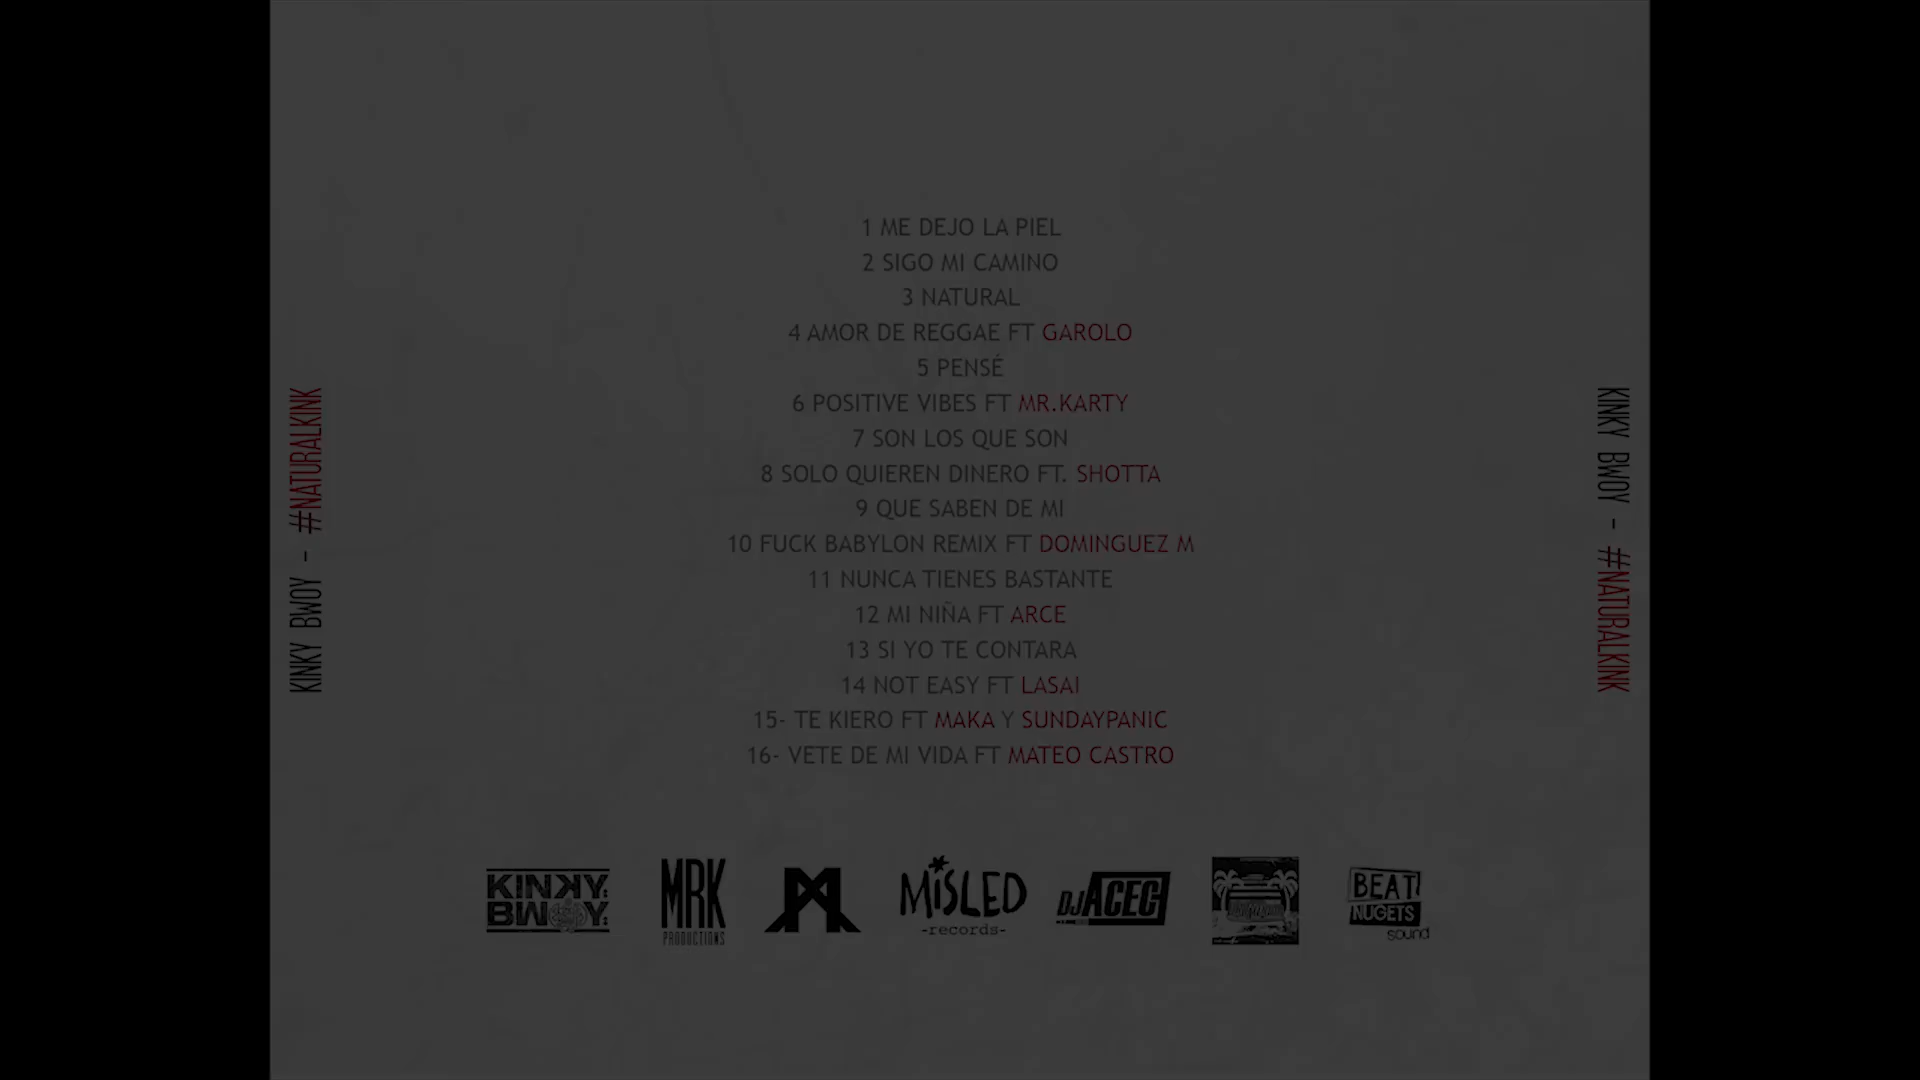 1 ME DEJO LA PIEL
2 SIGO MI CAMINO
3 NATURAL
4 AMOR DE REGGAE FT GAROLO
5 PENSÉ
6 POSITIVE VIBES FT MR.KARTY
7 SON LOS QUE SON
8 SOLO QUIEREN DINERO FT. SHOTTA
9 QUE SABEN DE MI
10 FUCK BABYLON REMIX FT DOMINGUEZ M
11 NUNCA TIENES BASTANTE
12 MI NIÑA FT ARCE
13 SI YO TE CONTARA
14 NOT EASY FT LASAI
15- TE KIERO FT MAKA Y SUNDAYPANIC
16- VETE DE MI VIDA FT MATEO CASTRO
KINKY BWOY - #NATURALKINK
KINKY BWOY - #NATURALKINK
KINKY
BWOY
MRK
PRODUCTIONS
MiSLED
-records-
DJ ACEG
BEAT
NUGETS
sound